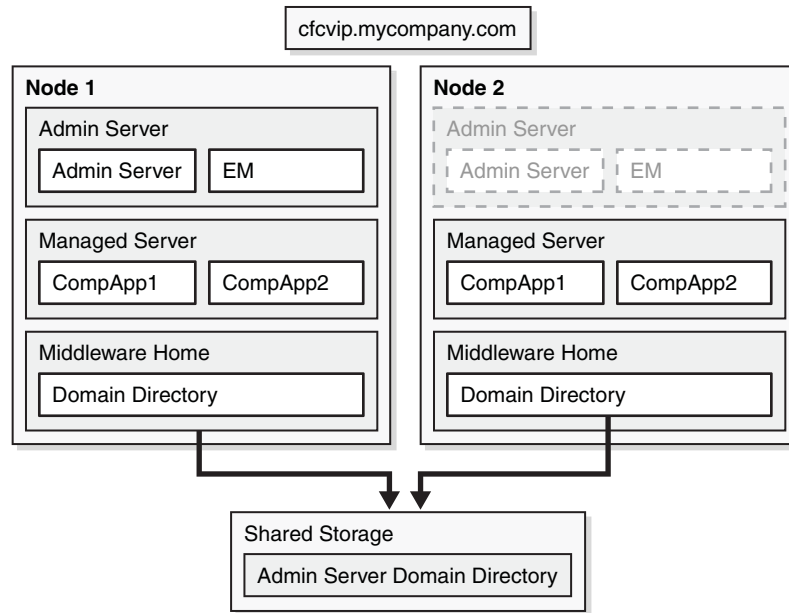 cfcvip.mycompany.com
Node 1
Admin Server
Admin Server
EM
Managed Server
CompApp1
CompApp2
Middleware Home
Domain Directory
Node 2
Admin Server
Admin Server
EM
Managed Server
CompApp1
CompApp2
Middleware Home
Domain Directory
Shared Storage
Admin Server Domain Directory